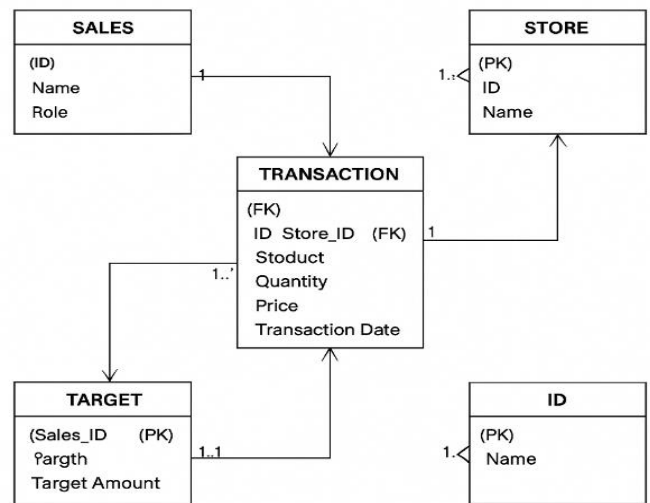 SALES
(ID)
Name
Role
1
STORE
(PK)
ID
Name
1..
TRANSACTION
(FK)
ID Store_ID (FK)
Stoduct
Quantity
Price
Transaction Date
1
1..'
TARGET
(Sales_ID (PK)
Target Amount
1..1
ID
(PK)
Name
1.